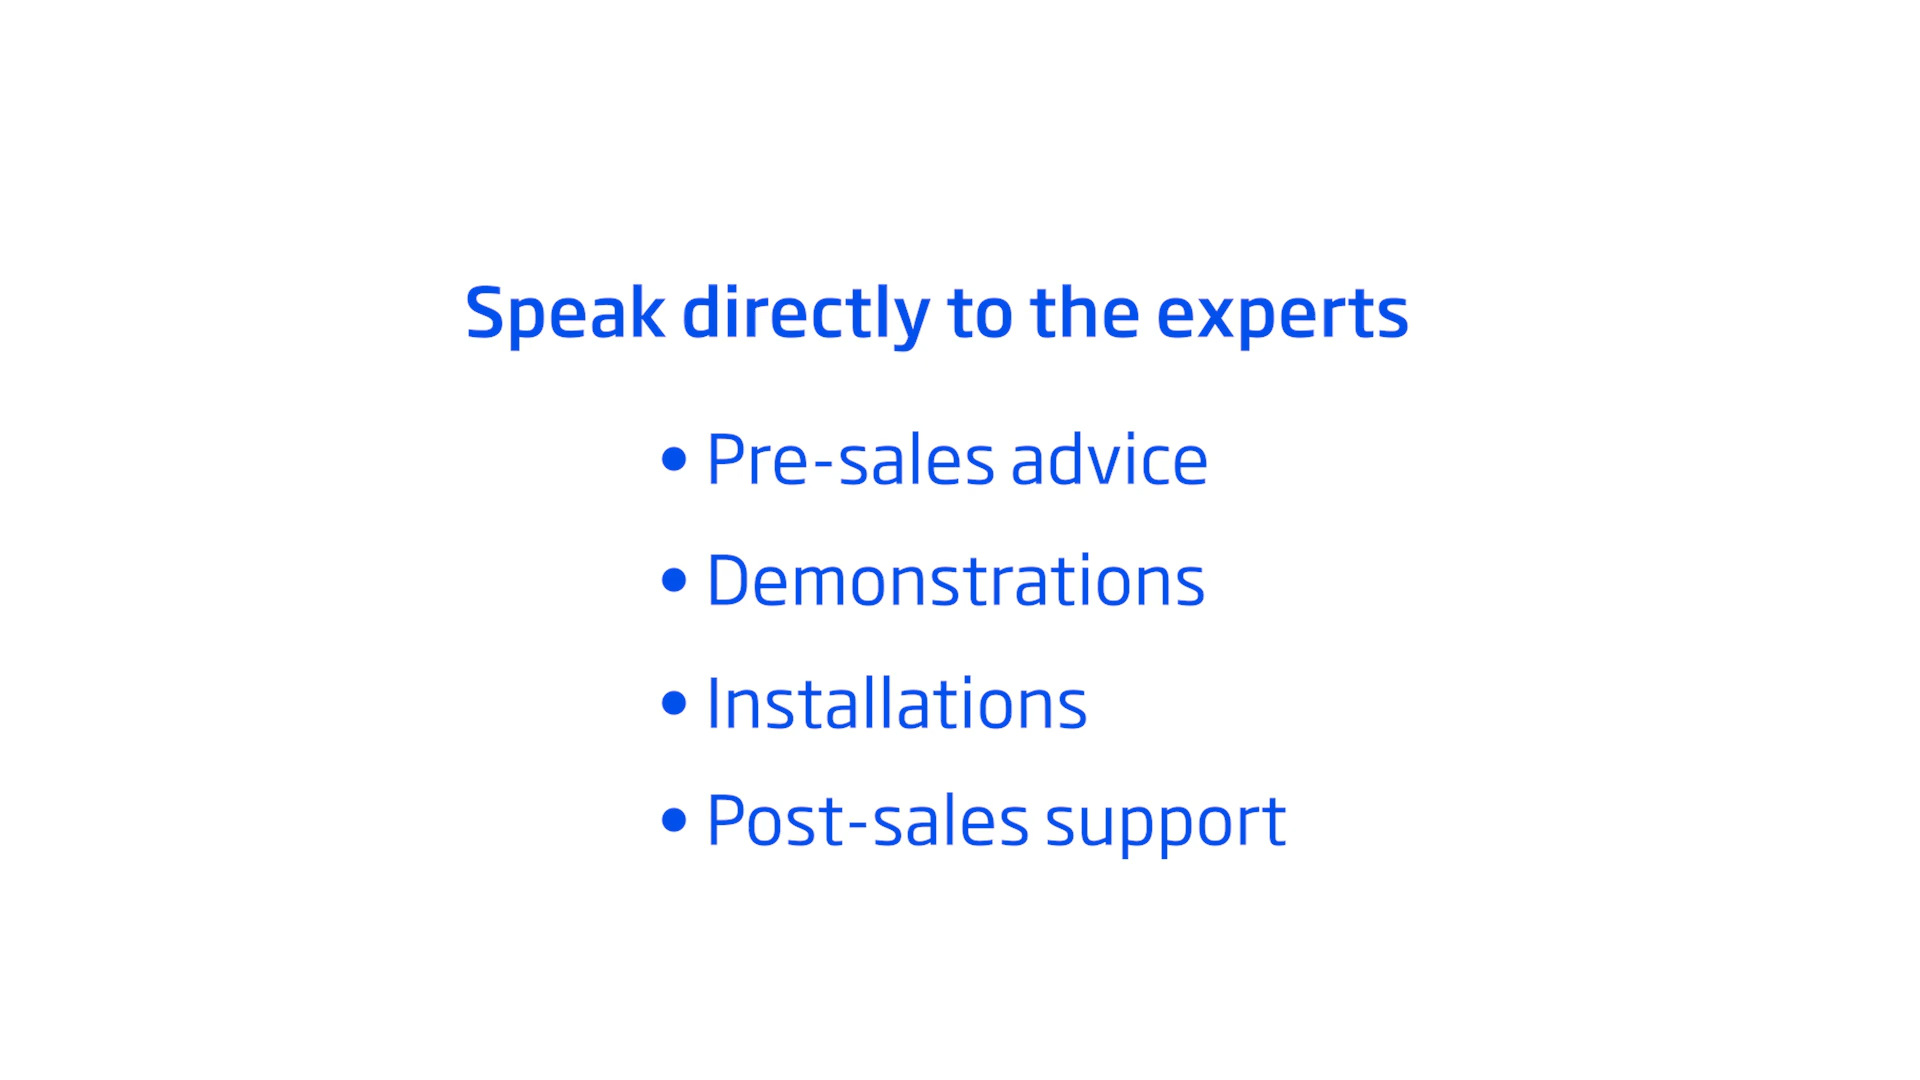 Speak directly to the experts
• Pre-sales advice
• Demonstrations
• Installations
• Post-sales support